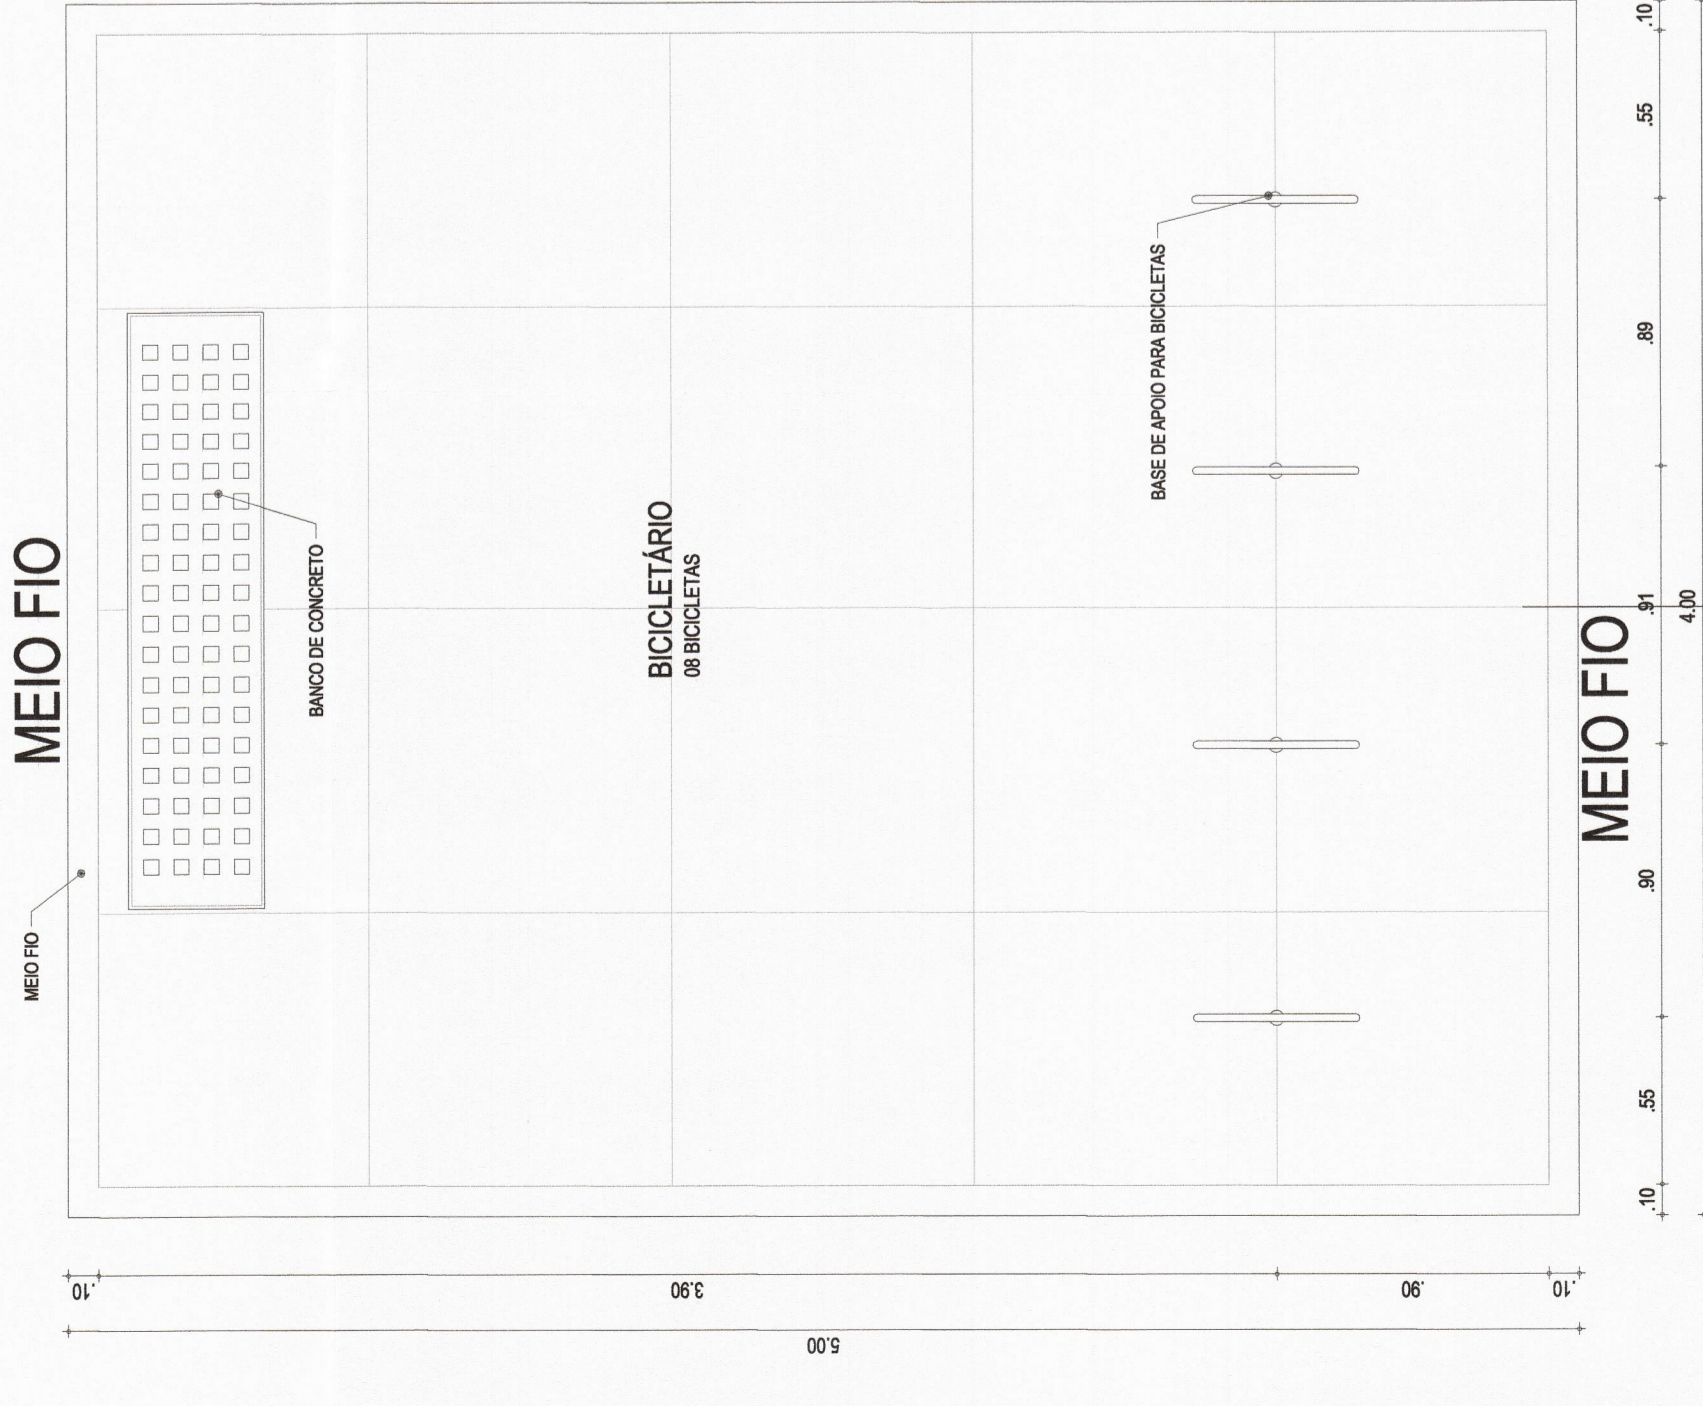 MEIO FIO
MEIO FIO
BANCO DE CONCRETO
BICICLETÁRIO
08 BICICLETAS
BASE DE APOIO PARA BICICLETAS
MEIO FIO
.10
.55
.90
.91
.89
.55
.10
4.00
.10
3.90
.90
.10
5.00